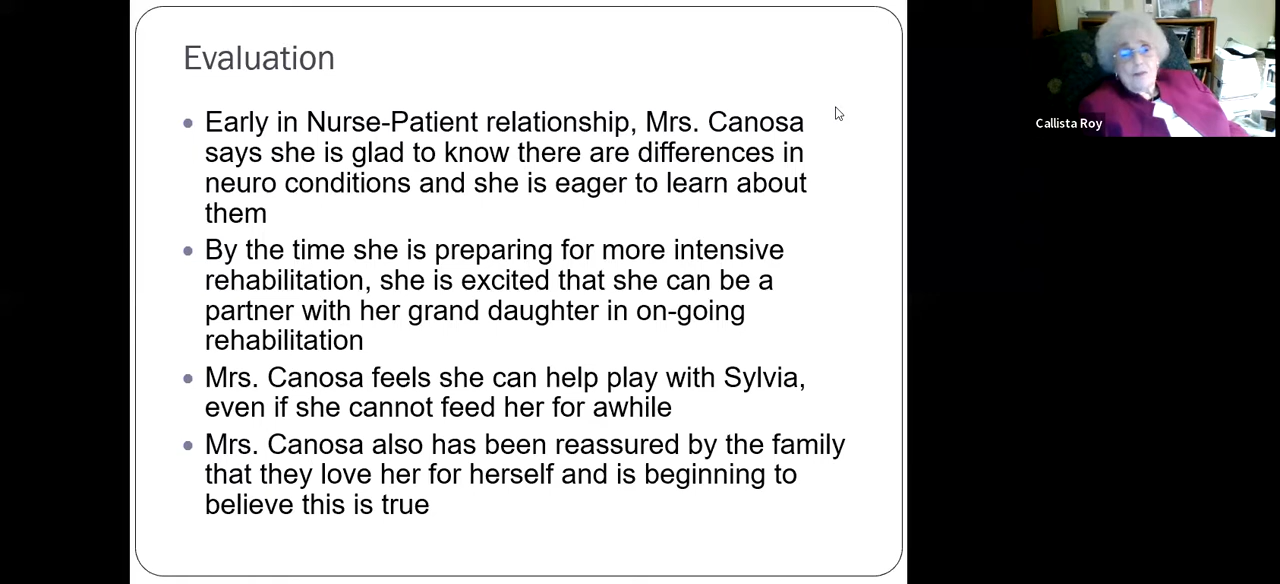 Evaluation
Early in Nurse-Patient relationship, Mrs. Canosa
says she is glad to know there are differences in
neuro conditions and she is eager to learn about
them
By the time she is preparing for more intensive
rehabilitation, she is excited that she can be a
partner with her grand daughter in on-going
rehabilitation
Mrs. Canosa feels she can help play with Sylvia,
even if she cannot feed her for awhile
Mrs. Canosa also has been reassured by the family
that they love her for herself and is beginning to
believe this is true
Callista Roy